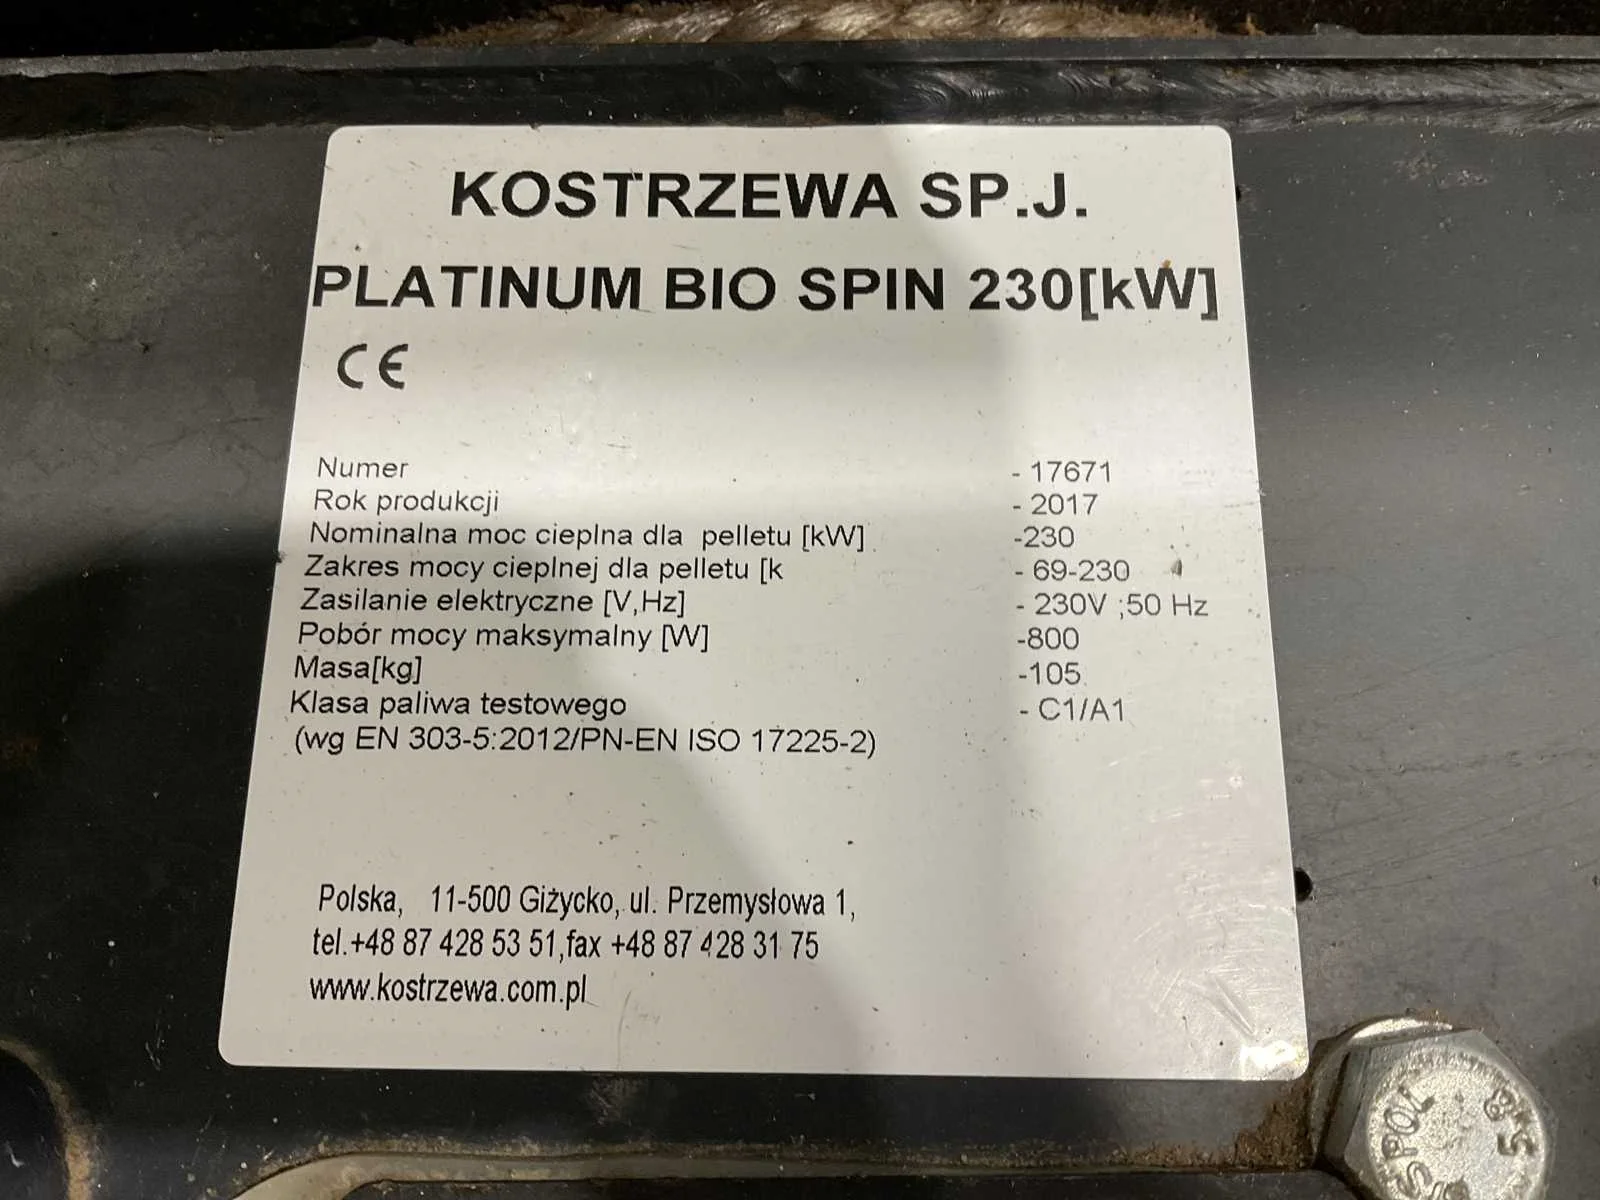 KOSTRZEWA SP.J.
PLATINUM BIO SPIN 230[kW]
CE
Numer - 17671
Rok produkcji - 2017
Nominalna moc cieplna dla pelletu [kW] -230
Zakres mocy cieplnej dla pelletu [k - 69-230
Zasilanie elektryczne [V,Hz] - 230V ;50 Hz
Pobór mocy maksymalny [W] -800
Masa[kg] -105
Klasa paliwa testowego - C1/A1
(wg EN 303-5:2012/PN-EN ISO 17225-2)
Polska, 11-500 Giżycko, ul. Przemysłowa 1,
tel.+48 87 428 53 51,fax +48 87 428 31 75
www.kostrzewa.com.pl
5.8